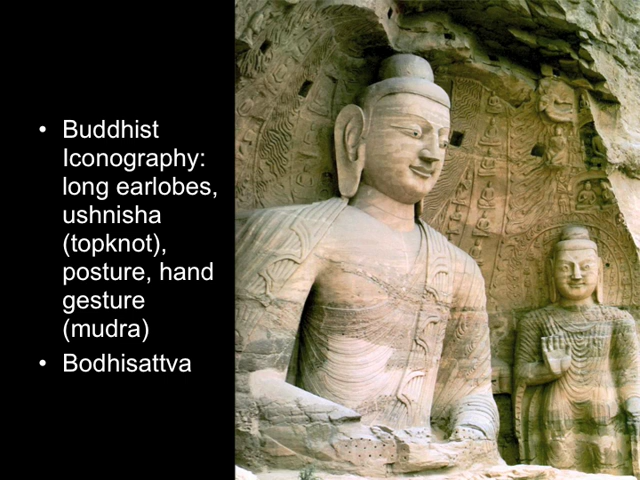 • Buddhist
Iconography:
long earlobes,
ushnisha
(topknot),
posture, hand
gesture
(mudra)
• Bodhisattva